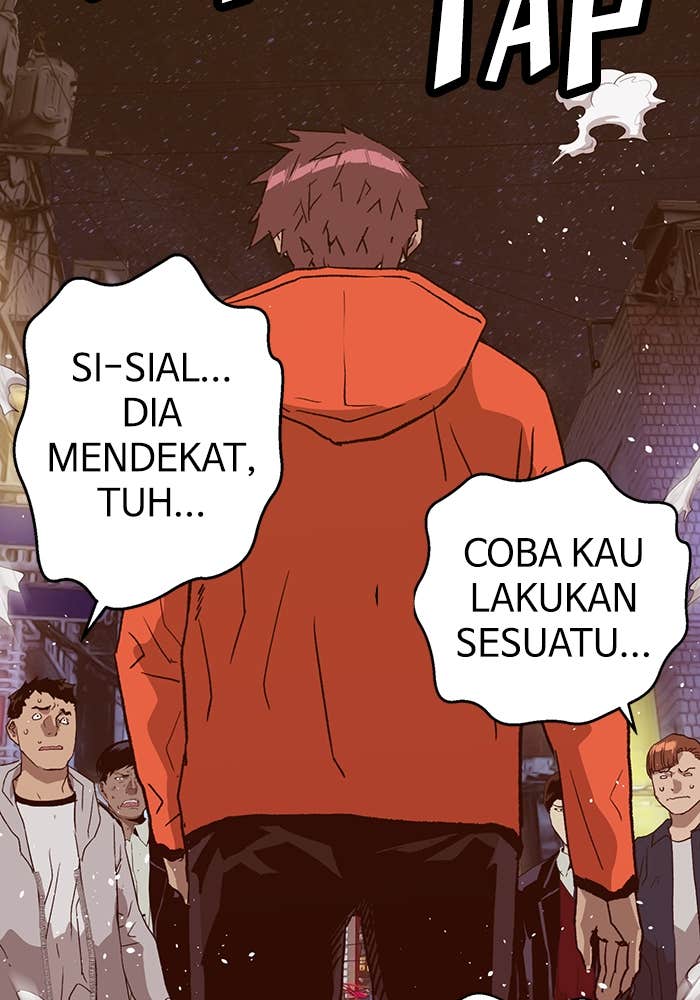 TAP
SI-SIAL...
DIA
MENDEKAT,
TUH...
COBA KAU
LAKUKAN
SESUATU...